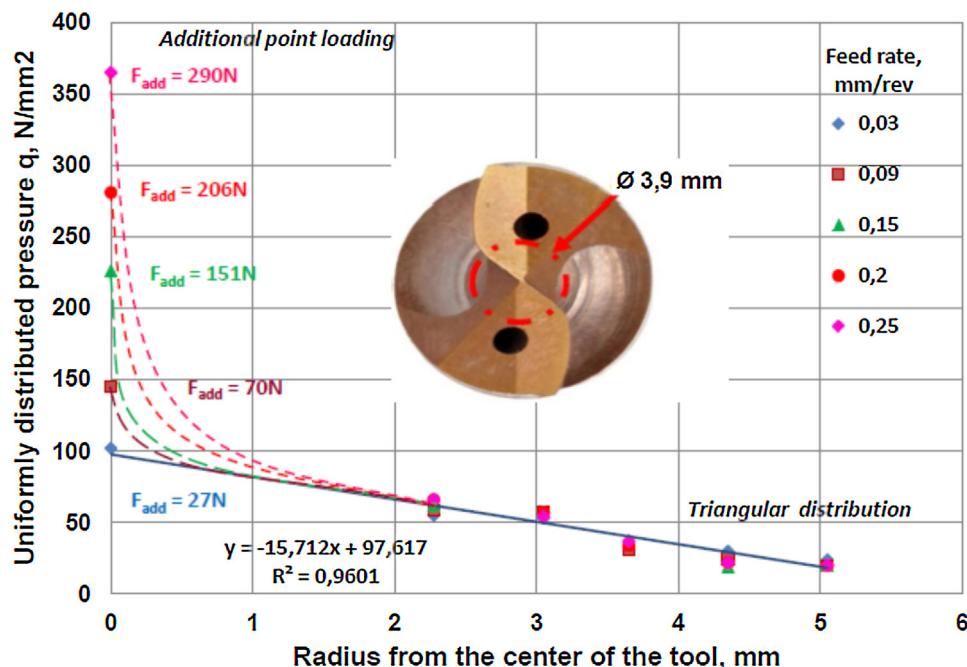 Uniformly distributed pressure q, N/mm2
400
350
300
250
200
150
100
50
0
Additional point loading
F_add = 290N
F_add = 206N
F_add = 151N
F_add = 70N
F_add = 27N
Ø 3,9 mm
Feed rate,
mm/rev
0,03
0,09
0,15
0,2
0,25
Triangular distribution
y = -15,712x + 97,617
R² = 0,9601
0 1 2 3 4 5 6
Radius from the center of the tool, mm